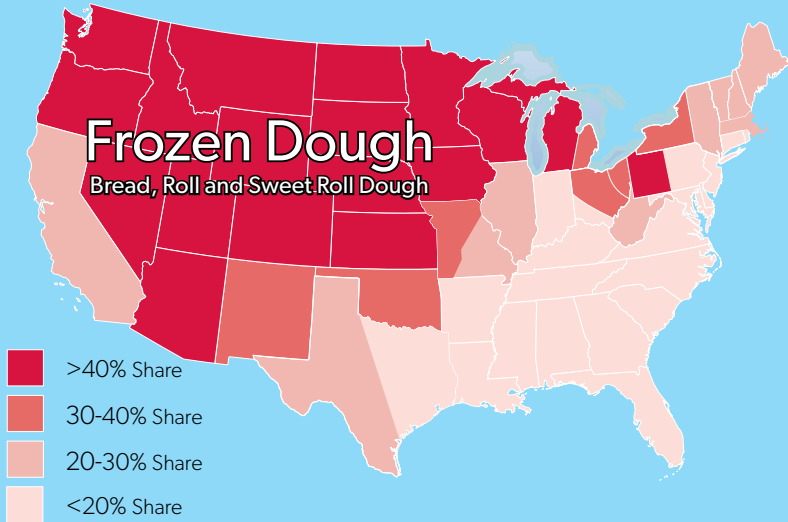 Frozen Dough
Bread, Roll and Sweet Roll Dough
>40% Share
30-40% Share
20-30% Share
<20% Share